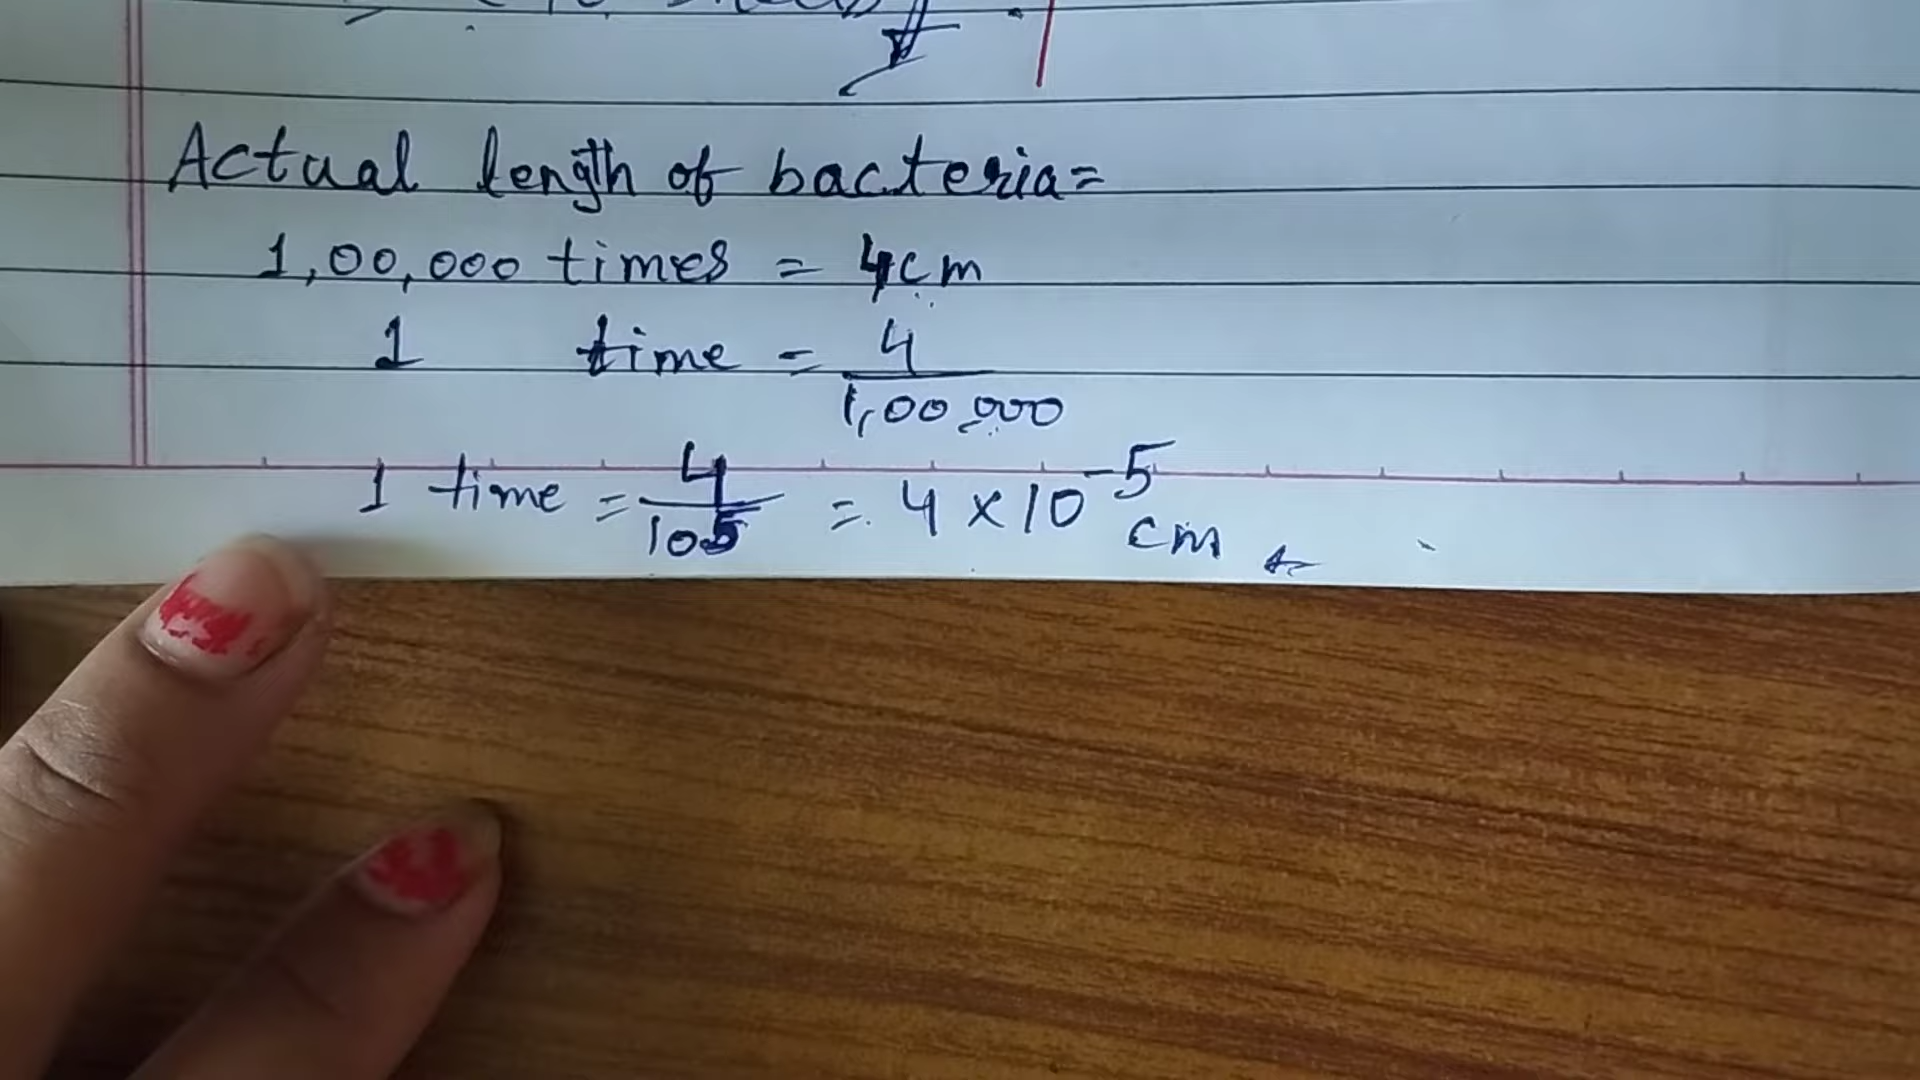 Actual length of bacteria=
1,00,000 times = 4cm
1 time = 4/1,00,000
1 time = 4/10⁵ = 4 × 10⁻⁵ cm